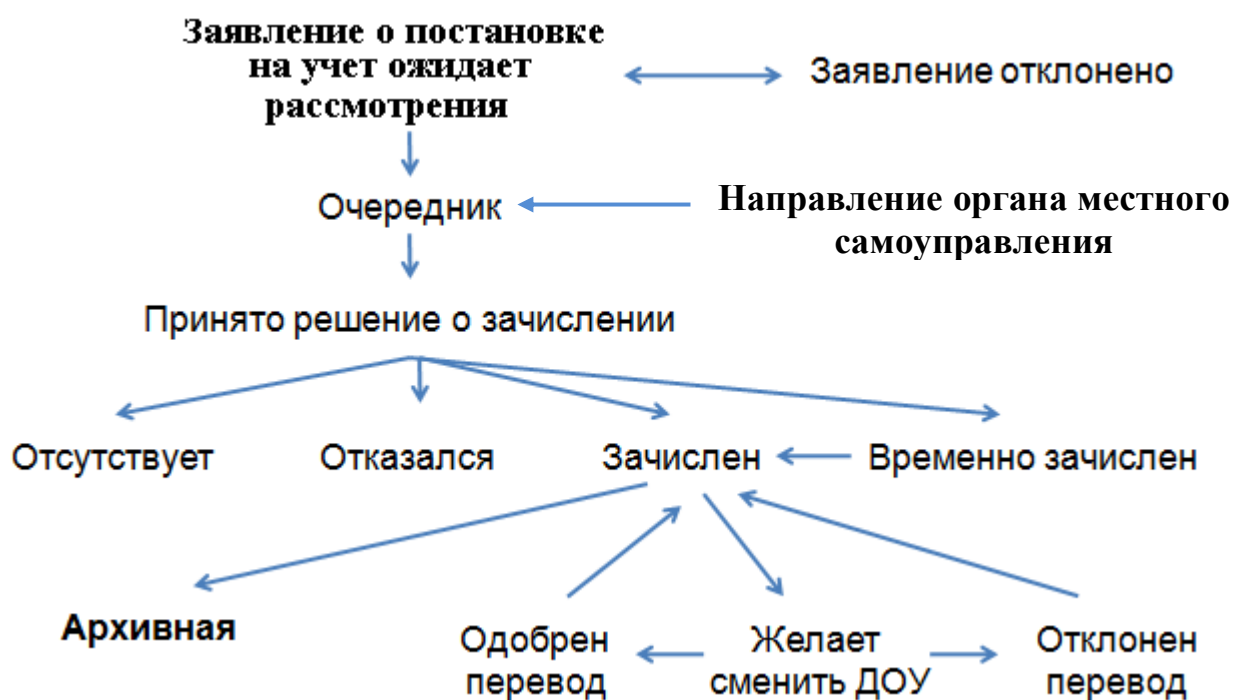 Заявление о постановке
на учет ожидает
рассмотрения
Заявление отклонено
Очередник
Направление органа местного
самоуправления
Принято решение о зачислении
Отсутствует
Отказался
Зачислен
Временно зачислен
Архивная
Одобрен
перевод
Желает
сменить ДОУ
Отклонен
перевод